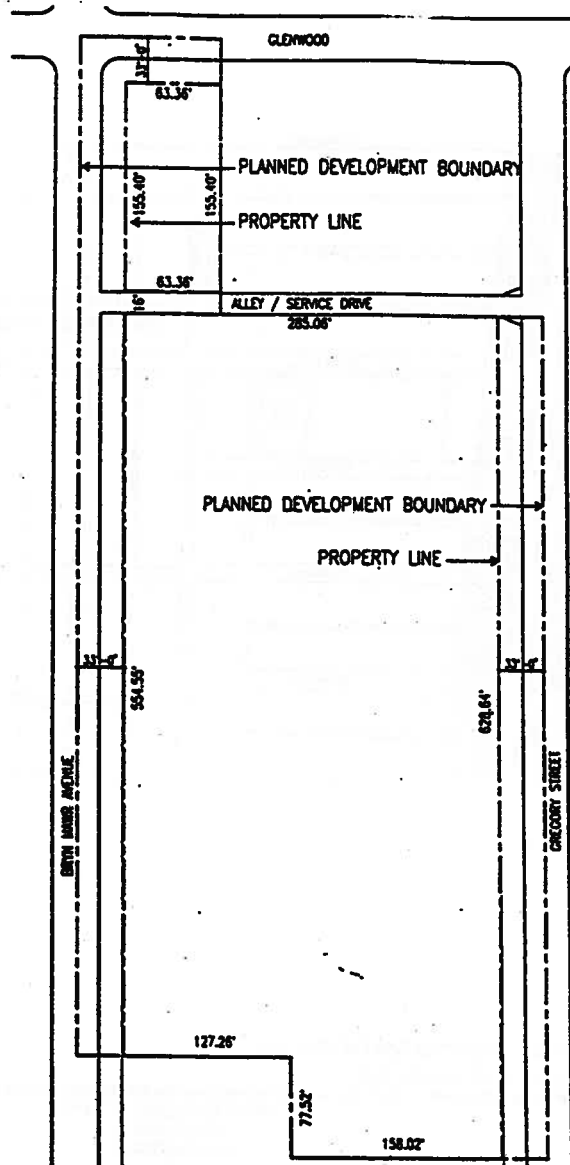 GLENWOOD
33'-0"
63.36'
PLANNED DEVELOPMENT BOUNDARY
155.40'
155.40'
PROPERTY LINE
63.36'
16'
ALLEY / SERVICE DRIVE
285.06'
PLANNED DEVELOPMENT BOUNDARY
PROPERTY LINE
33'-0"
33'-0"
554.55'
628.64'
BRYN MAWR AVENUE
GREGORY STREET
127.26'
77.52'
158.02'